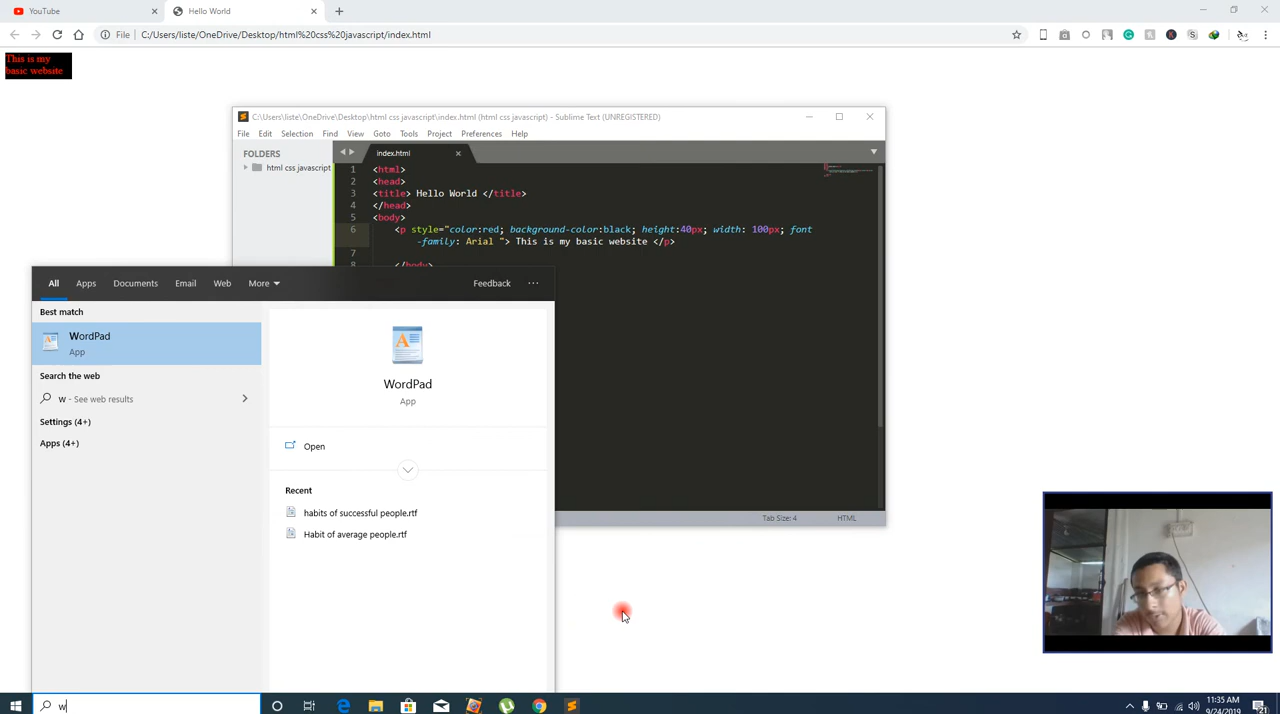 YouTube
Hello World
File
C:/Users/liste/OneDrive/Desktop/html%20css%20javascript/index.html
This is my
basic website
C:\Users\liste\OneDrive\Desktop\html css javascript\index.html (html css javascript) - Sublime Text (UNREGISTERED)
File Edit Selection Find View Goto Tools Project Preferences Help
FOLDERS
html css javascript
index.html
1 <html>
2 <head>
3 <title> Hello World </title>
4 </head>
5 <body>
6 <p style="color:red; background-color:black; height:40px; width: 100px; font
-family: Arial "> This is my basic website </p>
7
8 </body>
All Apps Documents Email Web More Feedback ...
Best match
WordPad
App
Search the web
w - See web results
Settings (4+)
Apps (4+)
WordPad
App
Open
Recent
habits of successful people.rtf
Habit of average people.rtf
Tab Size: 4 HTML
w
11:35 AM
9/24/2019
21